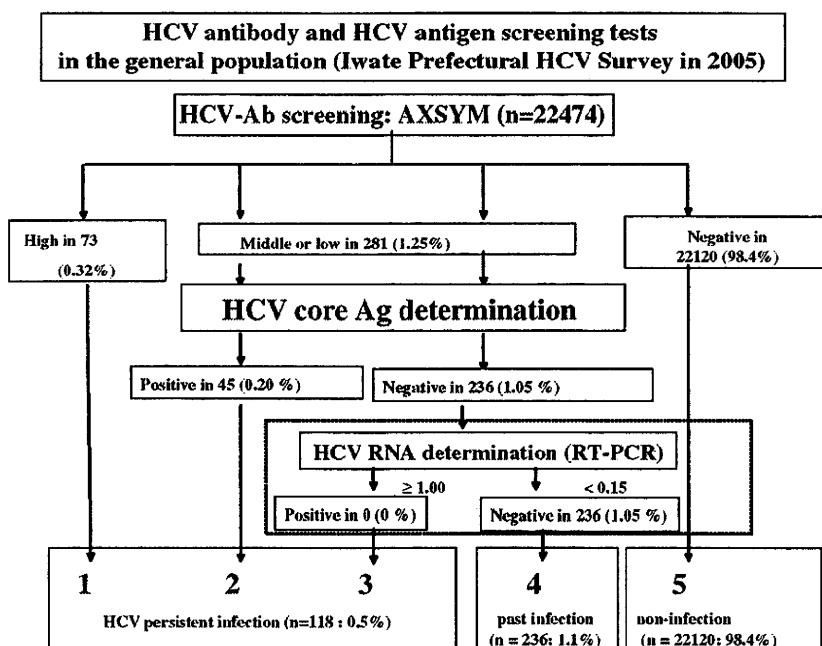 HCV antibody and HCV antigen screening tests
in the general population (Iwate Prefectural HCV Survey in 2005)
HCV-Ab screening: AXSYM (n=22474)
High in 73
(0.32%)
Middle or low in 281 (1.25%)
Negative in
22120 (98.4%)
HCV core Ag determination
Positive in 45 (0.20 %)
Negative in 236 (1.05 %)
HCV RNA determination (RT-PCR)
≥ 1.00
< 0.15
Positive in 0 (0 %)
Negative in 236 (1.05 %)
1
2
3
4
5
HCV persistent infection (n=118 : 0.5%)
past infection
(n = 236: 1.1%)
non-infection
(n = 22120: 98.4%)